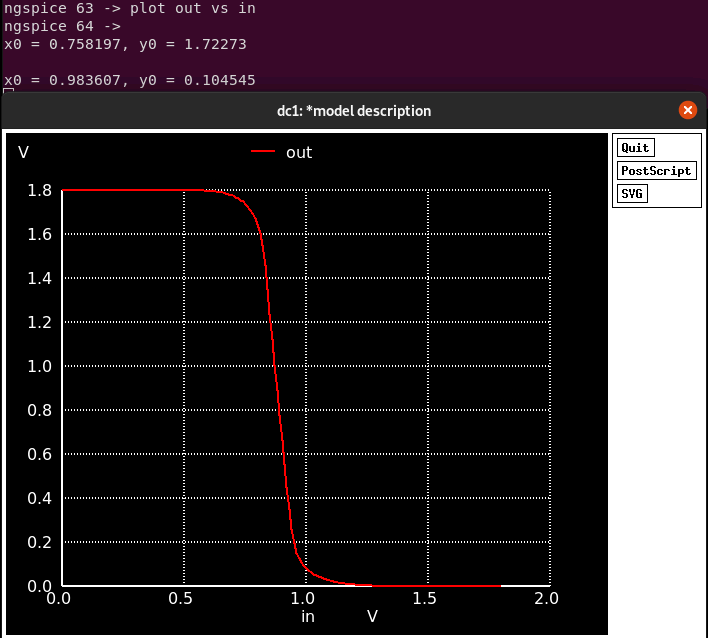 ngspice 63 -> plot out vs in
ngspice 64 ->
x0 = 0.758197, y0 = 1.72273
x0 = 0.983607, y0 = 0.104545
dc1: *model description
Quit
PostScript
SVG
V
out
1.8
1.6
1.4
1.2
1.0
0.8
0.6
0.4
0.2
0.0
0.0 0.5 1.0 1.5 2.0
in V